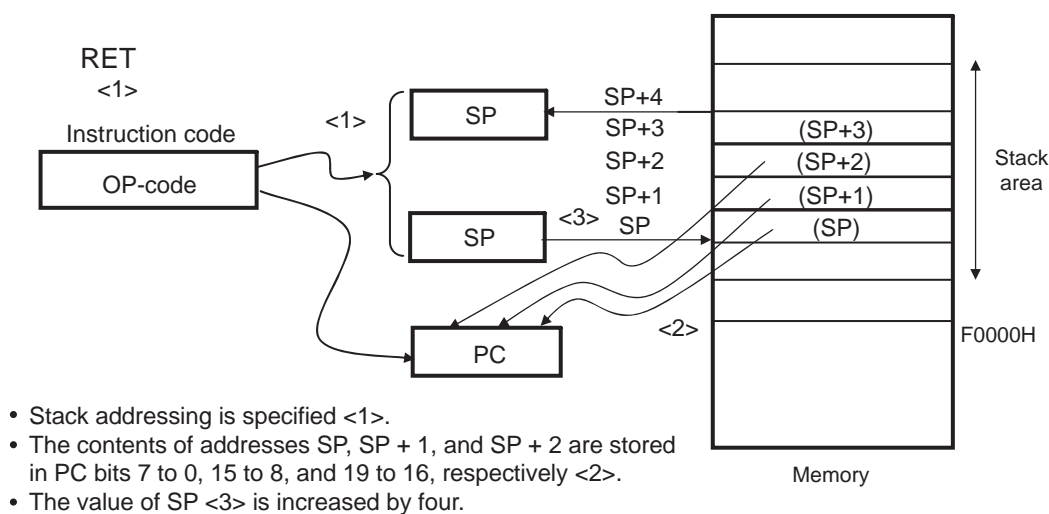 RET
<1>
Instruction code
OP-code
<1>
SP
SP
<3>
PC
SP+4
SP+3
SP+2
SP+1
SP
<2>
(SP+3)
(SP+2)
(SP+1)
(SP)
Stack
area
F0000H
Memory
• Stack addressing is specified <1>.
• The contents of addresses SP, SP + 1, and SP + 2 are stored
in PC bits 7 to 0, 15 to 8, and 19 to 16, respectively <2>.
• The value of SP <3> is increased by four.